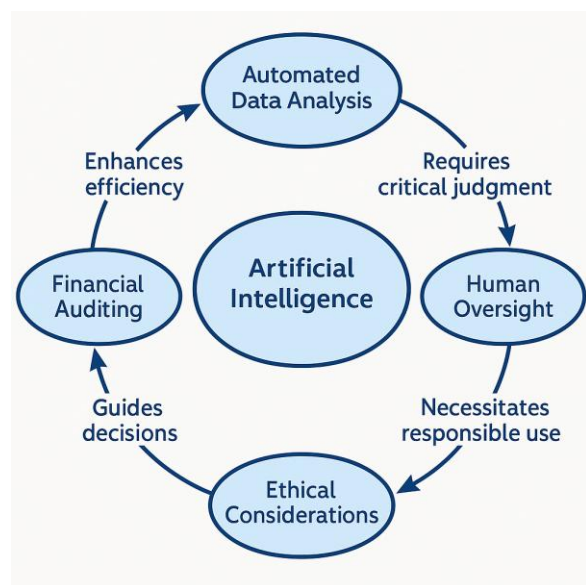 Automated
Data Analysis
Enhances
efficiency
Requires
critical judgment
Artificial
Intelligence
Financial
Auditing
Human
Oversight
Guides
decisions
Necessitates
responsible use
Ethical
Considerations